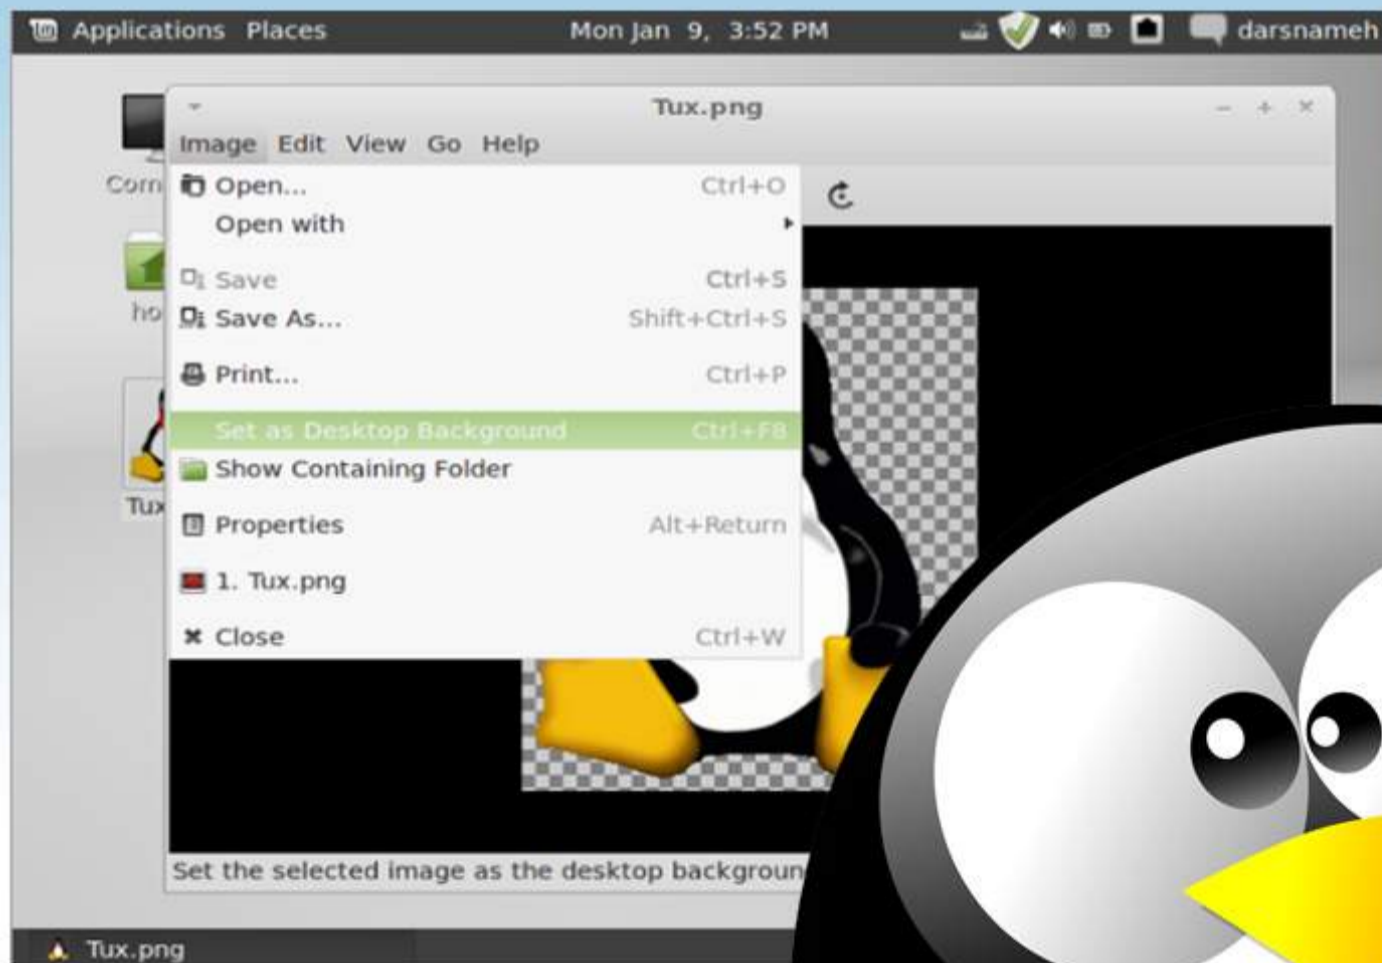 Applications Places Mon Jan 9, 3:52 PM darsnameh
Tux.png
Image Edit View Go Help
Open... Ctrl+O
Open with
Save Ctrl+S
Save As... Shift+Ctrl+S
Print... Ctrl+P
Set as Desktop Background Ctrl+F8
Show Containing Folder
Properties Alt+Return
1. Tux.png
Close Ctrl+W
Tux
Set the selected image as the desktop
Tux.png